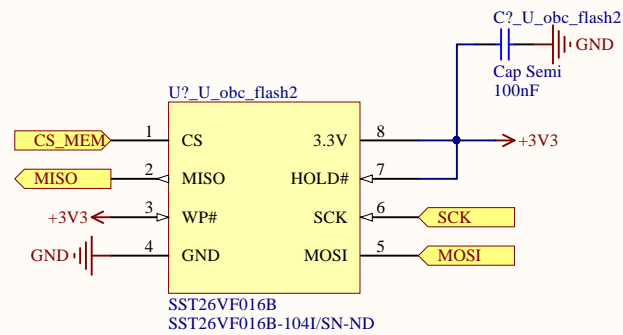 C?_U_obc_flash2
GND
Cap Semi
100nF
U?_U_obc_flash2
CS_MEM 1 CS 3.3V 8 +3V3
MISO 2 MISO HOLD# 7
+3V3 3 WP# SCK 6 SCK
GND 4 GND MOSI 5 MOSI
SST26VF016B
SST26VF016B-104I/SN-ND